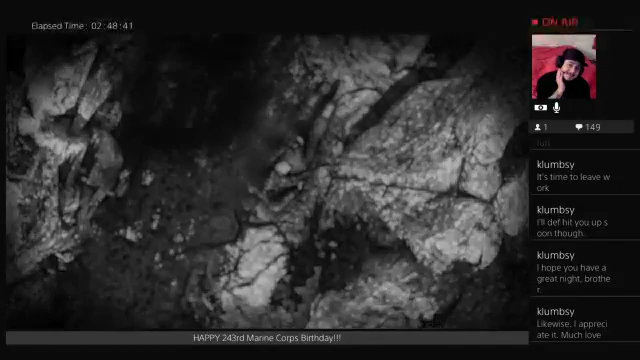 Elapsed Time : 02:48:41
ON AIR
1
149
full
klumbsy
It's time to leave w
ork
klumbsy
I'll def hit you up s
oon though..
klumbsy
I hope you have a
great night, brothe
r.
klumbsy
Likewise. I appreci
ate it. Much love
HAPPY 243rd Marine Corps Birthday!!!